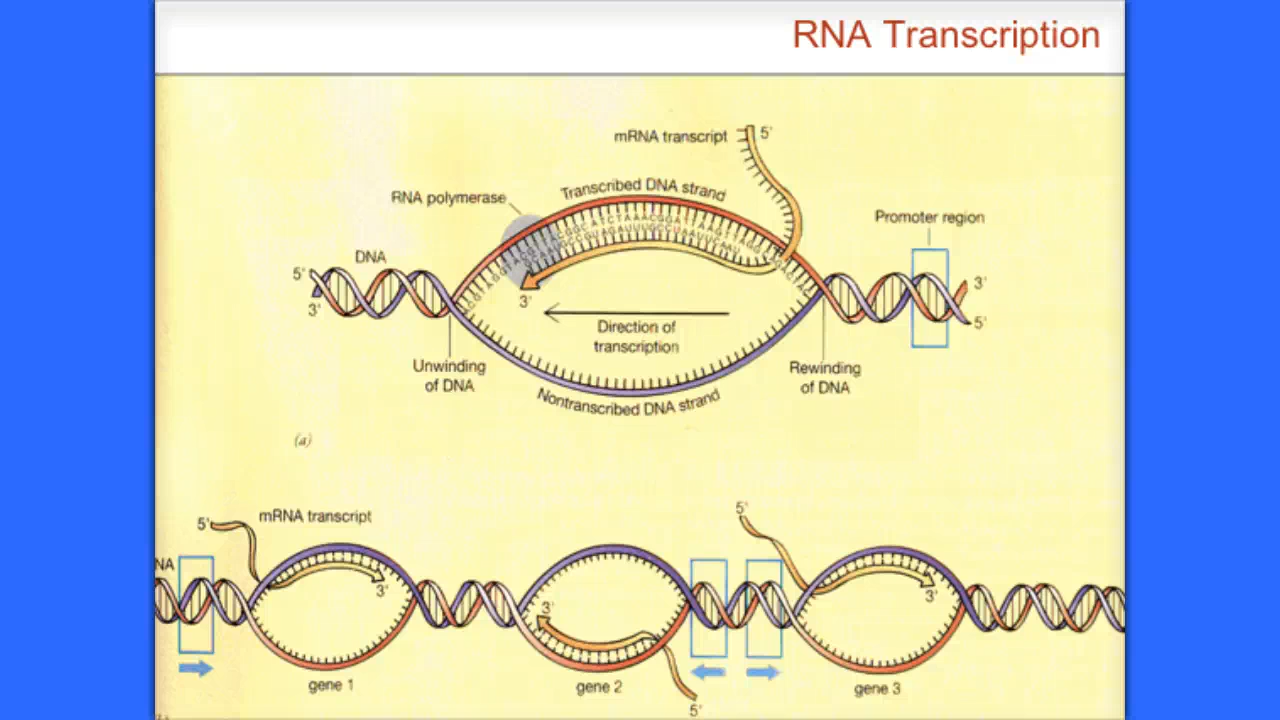 RNA Transcription
mRNA transcript
5'
RNA polymerase
Transcribed DNA strand
Promoter region
DNA
5'
3'
3'
3'
5'
Direction of
transcription
Unwinding
of DNA
Rewinding
of DNA
Nontranscribed DNA strand
(a)
5'
mRNA transcript
5'
NA
3'
3'
3'
gene 1
gene 2
gene 3
5'